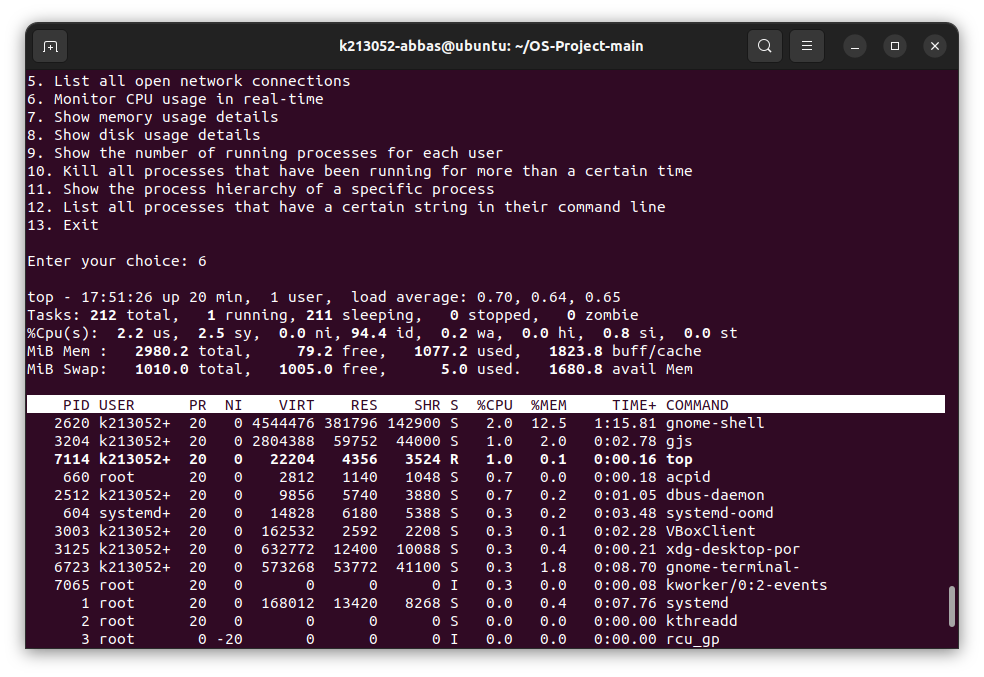 k213052-abbas@ubuntu: ~/OS-Project-main
5. List all open network connections
6. Monitor CPU usage in real-time
7. Show memory usage details
8. Show disk usage details
9. Show the number of running processes for each user
10. Kill all processes that have been running for more than a certain time
11. Show the process hierarchy of a specific process
12. List all processes that have a certain string in their command line
13. Exit
Enter your choice: 6
top - 17:51:26 up 20 min,  1 user,  load average: 0.70, 0.64, 0.65
Tasks: 212 total,   1 running, 211 sleeping,   0 stopped,   0 zombie
%Cpu(s):  2.2 us,  2.5 sy,  0.0 ni, 94.4 id,  0.2 wa,  0.0 hi,  0.8 si,  0.0 st
MiB Mem :   2980.2 total,     79.2 free,   1077.2 used,   1823.8 buff/cache
MiB Swap:   1010.0 total,   1005.0 free,      5.0 used.   1680.8 avail Mem
    PID USER      PR  NI    VIRT    RES    SHR S  %CPU  %MEM     TIME+ COMMAND
   2620 k213052+  20   0 4544476 381796 142900 S   2.0  12.5   1:15.81 gnome-shell
   3204 k213052+  20   0 2804388  59752  44000 S   1.0   2.0   0:02.78 gjs
   7114 k213052+  20   0   22204   4356   3524 R   1.0   0.1   0:00.16 top
    660 root      20   0    2812   1140   1048 S   0.7   0.0   0:00.18 acpid
   2512 k213052+  20   0    9856   5740   3880 S   0.7   0.2   0:01.05 dbus-daemon
    604 systemd+  20   0   14828   6180   5388 S   0.3   0.2   0:03.48 systemd-oomd
   3003 k213052+  20   0  162532   2592   2208 S   0.3   0.1   0:02.28 VBoxClient
   3125 k213052+  20   0  632772  12400  10088 S   0.3   0.4   0:00.21 xdg-desktop-por
   6723 k213052+  20   0  573268  53772  41100 S   0.3   1.8   0:08.70 gnome-terminal-
   7065 root      20   0       0      0      0 I   0.3   0.0   0:00.08 kworker/0:2-events
      1 root      20   0  168012  13420   8268 S   0.0   0.4   0:07.76 systemd
      2 root      20   0       0      0      0 S   0.0   0.0   0:00.00 kthreadd
      3 root       0 -20       0      0      0 I   0.0   0.0   0:00.00 rcu_gp